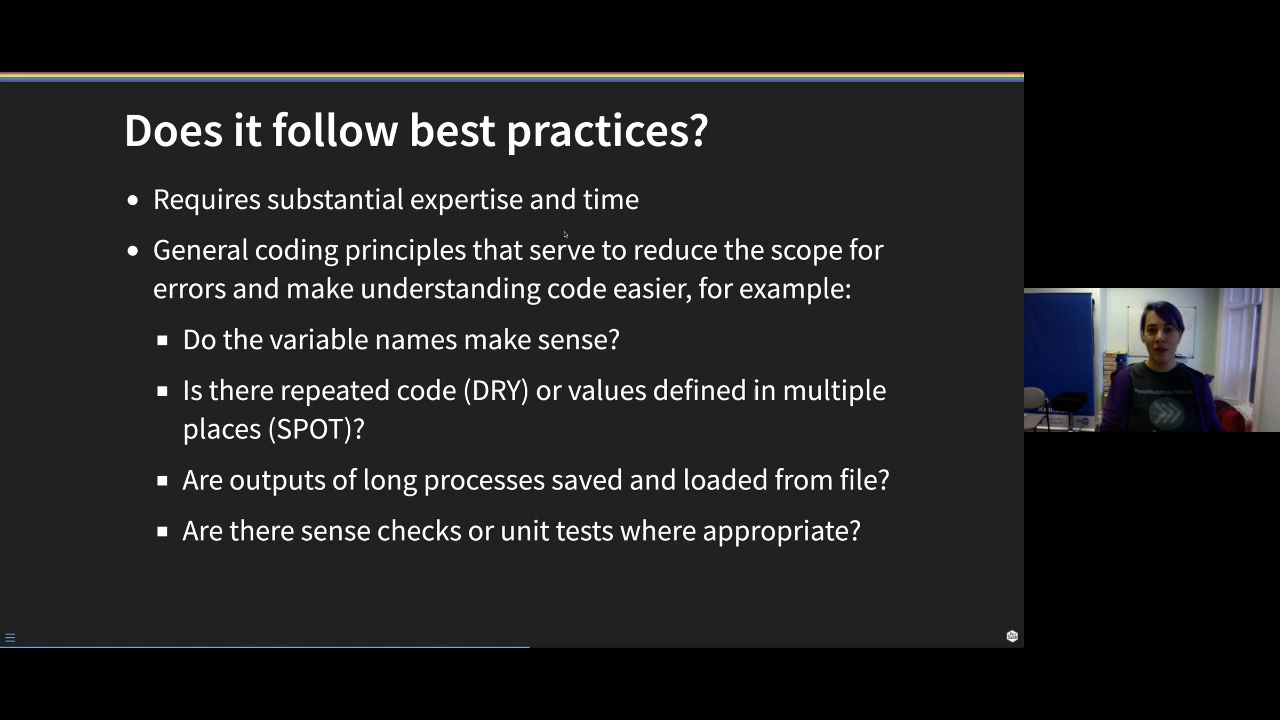 Does it follow best practices?
Requires substantial expertise and time
General coding principles that serve to reduce the scope for
errors and make understanding code easier, for example:
Do the variable names make sense?
Is there repeated code (DRY) or values defined in multiple
places (SPOT)?
Are outputs of long processes saved and loaded from file?
Are there sense checks or unit tests where appropriate?